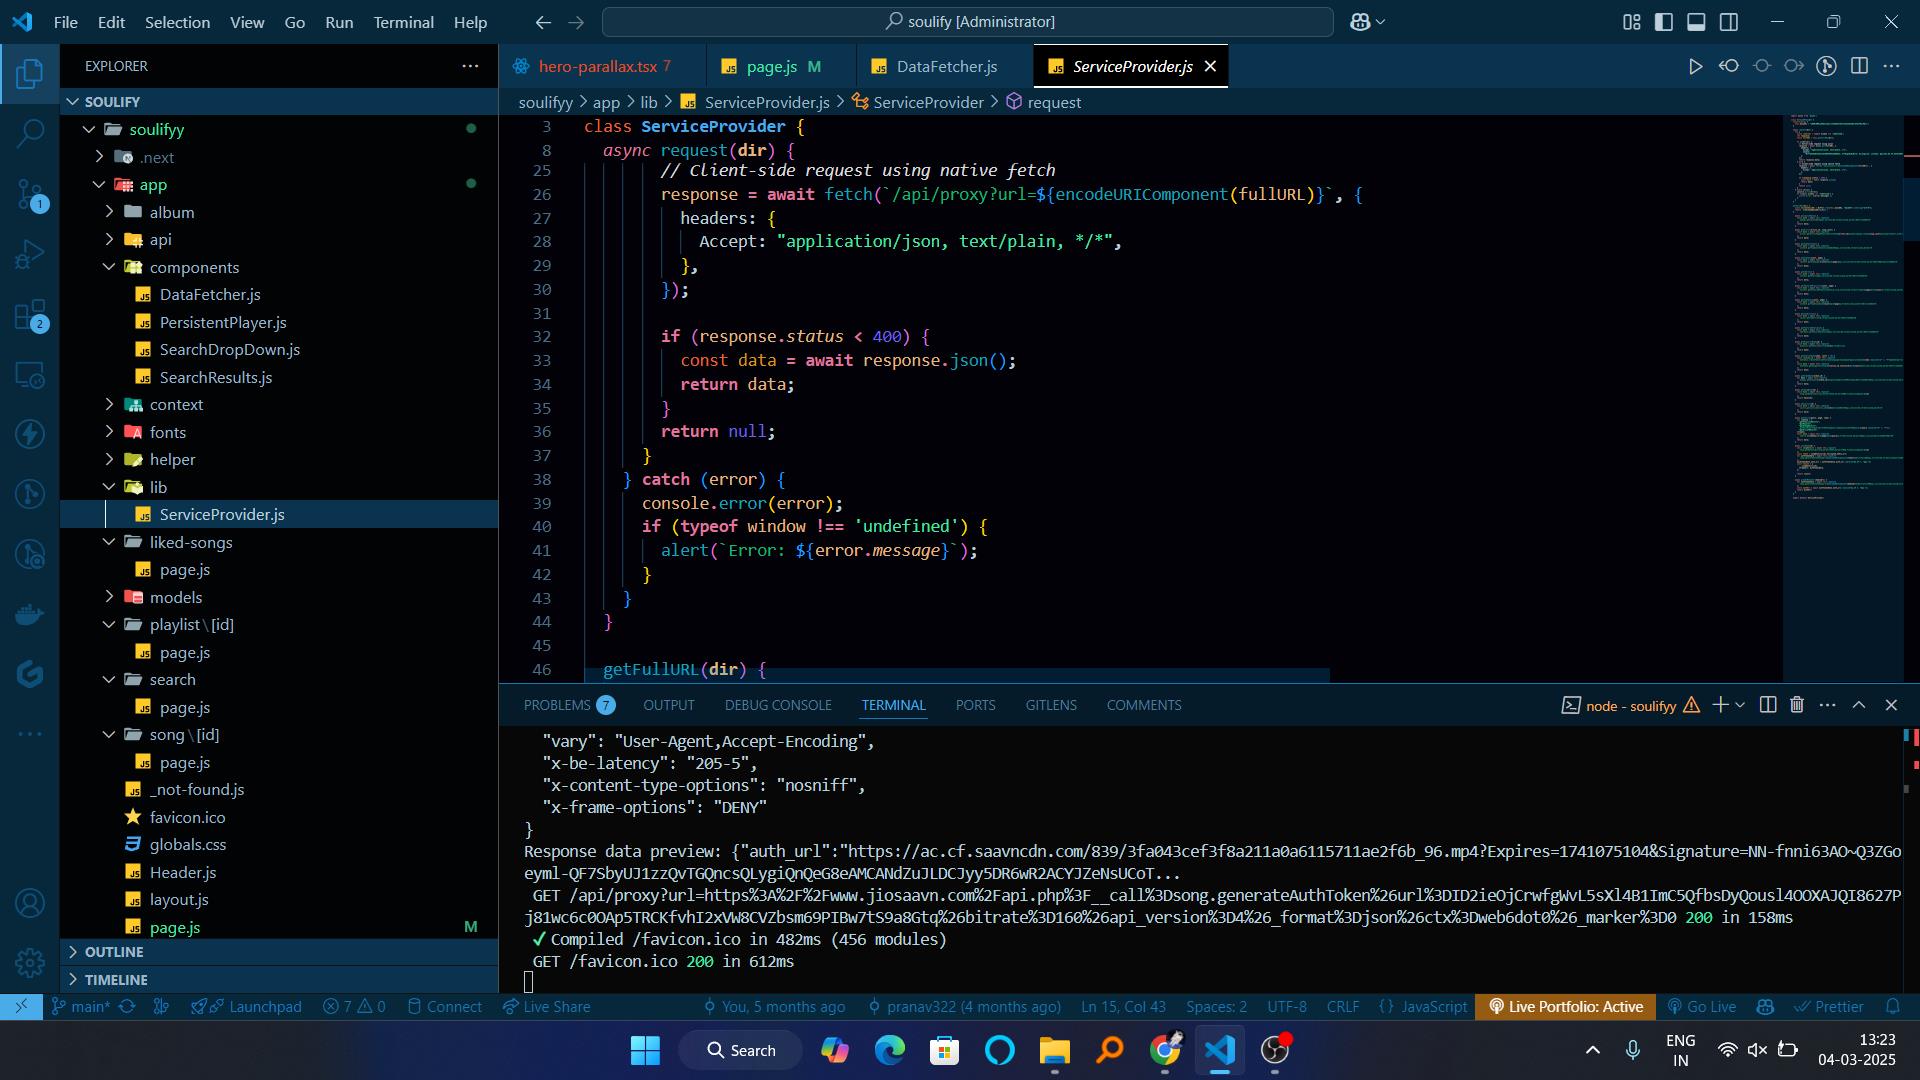 File Edit Selection View Go Run Terminal Help
soulify [Administrator]
EXPLORER
SOULIFY
soulifyy
.next
app
album
api
components
DataFetcher.js
PersistentPlayer.js
SearchDropDown.js
SearchResults.js
context
fonts
helper
lib
ServiceProvider.js
liked-songs
page.js
models
playlist\[id]
page.js
search
page.js
song\[id]
page.js
_not-found.js
favicon.ico
globals.css
Header.js
layout.js
page.js M
OUTLINE
TIMELINE
1
2
hero-parallax.tsx 7 page.js M DataFetcher.js ServiceProvider.js
soulifyy > app > lib > ServiceProvider.js > ServiceProvider > request
3 class ServiceProvider {
8 async request(dir) {
25 // Client-side request using native fetch
26 response = await fetch(`/api/proxy?url=${encodeURIComponent(fullURL)}`, {
27 headers: {
28 Accept: "application/json, text/plain, */*",
29 },
30 });
31
32 if (response.status < 400) {
33 const data = await response.json();
34 return data;
35 }
36 return null;
37 }
38 } catch (error) {
39 console.error(error);
40 if (typeof window !== 'undefined') {
41 alert(`Error: ${error.message}`);
42 }
43 }
44 }
45
46 getFullURL(dir) {
PROBLEMS 7 OUTPUT DEBUG CONSOLE TERMINAL PORTS GITLENS COMMENTS
node - soulifyy
"vary": "User-Agent,Accept-Encoding",
"x-be-latency": "205-5",
"x-content-type-options": "nosniff",
"x-frame-options": "DENY"
}
Response data preview: {"auth_url":"https://ac.cf.saavncdn.com/839/3fa043cef3f8a211a0a6115711ae2f6b_96.mp4?Expires=1741075104&Signature=NN-fnni63AO~Q3ZGo
eyml-QF7SbyUJ1zzQvTGQncsQLygiQnQeG8eAMCANdZuJLDCJyy5DR6wR2ACYJZeNsUCoT...
GET /api/proxy?url=https%3A%2F%2Fwww.jiosaavn.com%2Fapi.php%3F__call%3Dsong.generateAuthToken%26url%3DID2ieOjCrwfgWvL5sXl4B1ImC5QfbsDyQousl4OOXAJQI8627P
j81wc6c0OAp5TRCKfvhI2xVW8CVZbsm69PIBw7tS9a8Gtq%26bitrate%3D160%26api_version%3D4%26_format%3Djson%26ctx%3Dweb6dot0%26_marker%3D0 200 in 158ms
✓ Compiled /favicon.ico in 482ms (456 modules)
GET /favicon.ico 200 in 612ms
main* Launchpad 7 0 Connect Live Share You, 5 months ago pranav322 (4 months ago) Ln 15, Col 43 Spaces: 2 UTF-8 CRLF {} JavaScript Live Portfolio: Active Go Live Prettier
Search
ENG
IN
13:23
04-03-2025